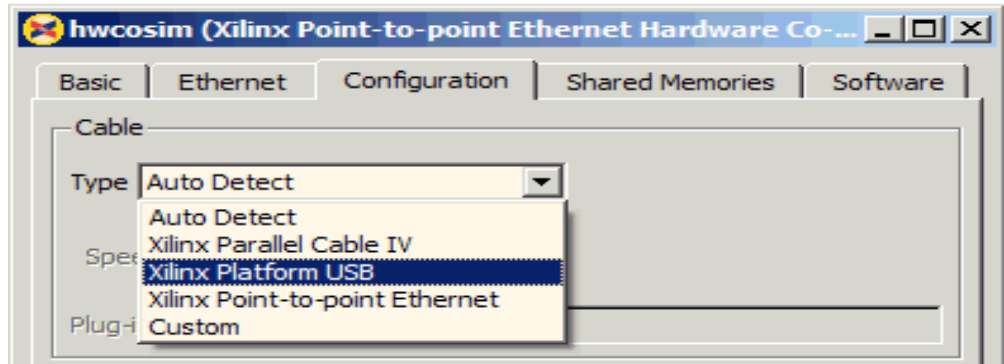 hwcosim (Xilinx Point-to-point Ethernet Hardware Co-...
Basic Ethernet Configuration Shared Memories Software
Cable
Type Auto Detect
Auto Detect
Xilinx Parallel Cable IV
Xilinx Platform USB
Xilinx Point-to-point Ethernet
Custom